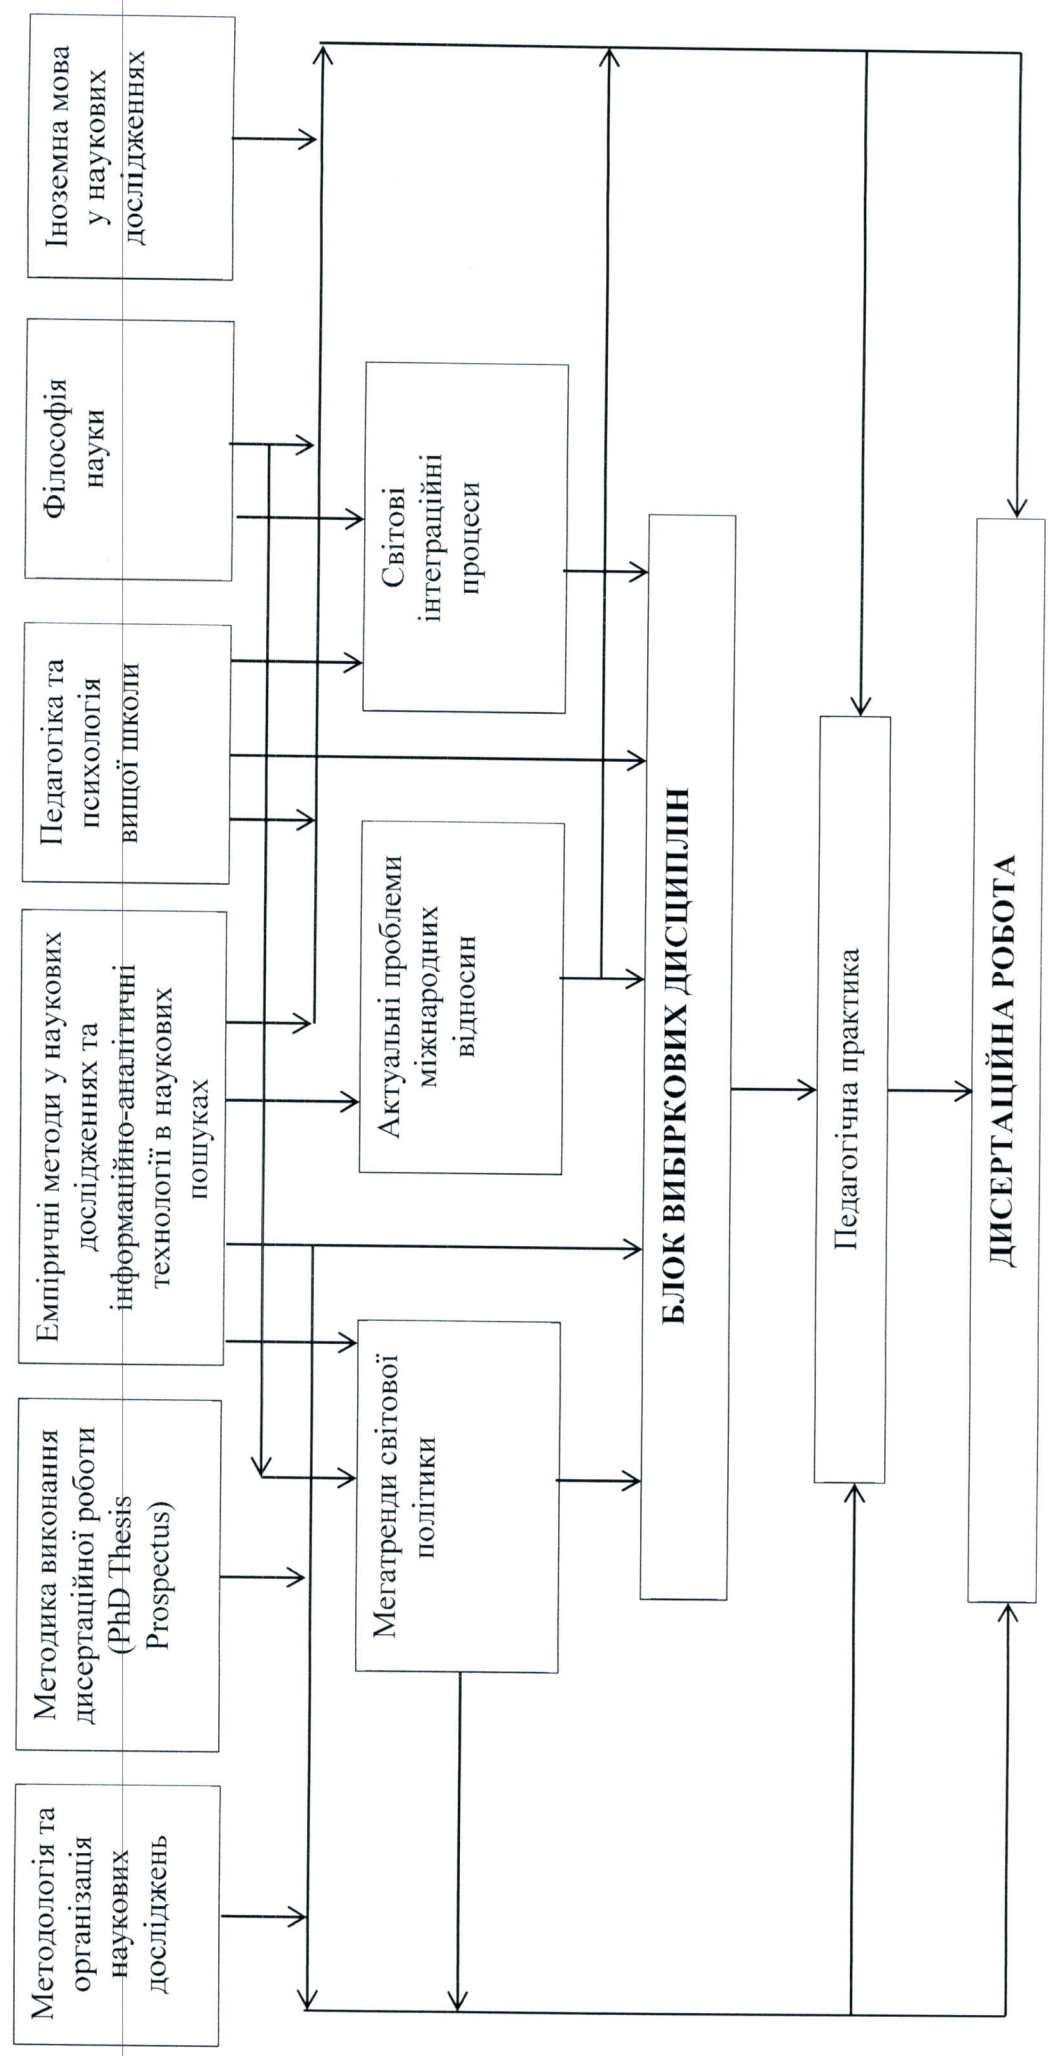 Методологія та
організація
наукових
досліджень
Методика виконання
дисертаційної роботи
(PhD Thesis
Prospectus)
Емпіричні методи у наукових
дослідженнях та
інформаційно-аналітичні
технології в наукових
пошуках
Педагогіка та
психологія
вищої школи
Філософія
науки
Іноземна мова
у наукових
дослідженнях
Мегатренди світової
політики
Актуальні проблеми
міжнародних
відносин
Світові
інтеграційні
процеси
БЛОК ВИБІРКОВИХ ДИСЦИПЛІН
Педагогічна практика
ДИСЕРТАЦІЙНА РОБОТА